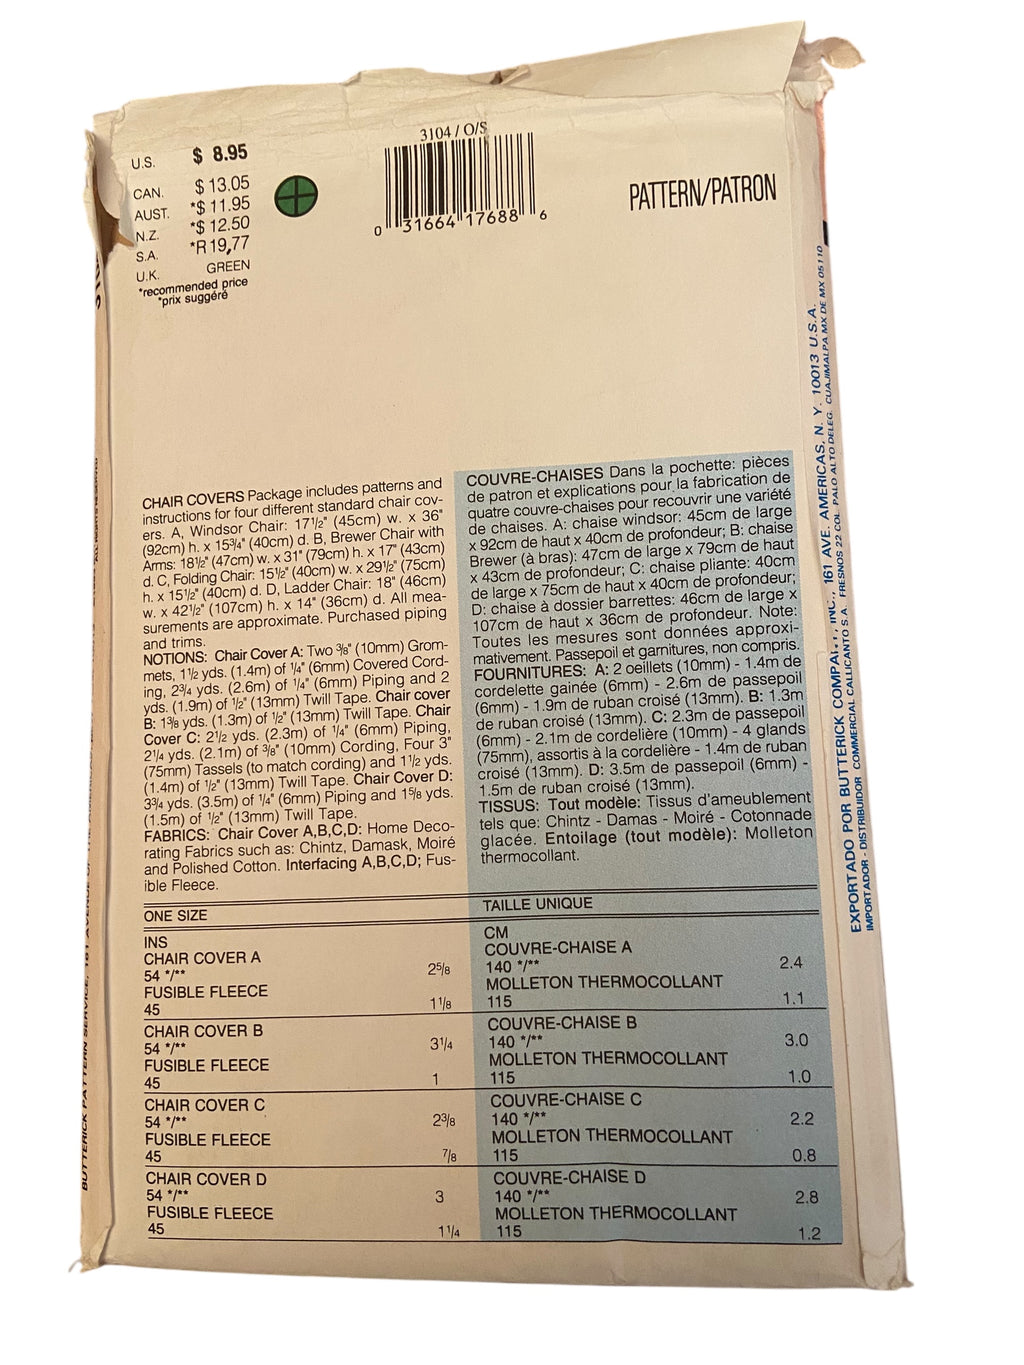 U.S. $ 8.95
CAN. $ 13.05
AUST. *$ 11.95
N.Z. *$ 12.50
S.A. *R 19,77
U.K. GREEN
*recommended price
*prix suggéré
3104 / O/S
0 31664 17688 6
PATTERN/PATRON
CHAIR COVERS Package includes patterns and
instructions for four different standard chair cov-
ers. A, Windsor Chair: 17½" (45cm) w. x 36"
(92cm) h. x 15¾" (40cm) d. B, Brewer Chair with
Arms: 18½" (47cm) w. x 31" (79cm) h. x 17" (43cm)
d. C, Folding Chair: 15½" (40cm) w. x 29½" (75cm)
h. x 15½" (40cm) d. D, Ladder Chair: 18" (46cm)
w. x 42½" (107cm) h. x 14" (36cm) d. All mea-
surements are approximate. Purchased piping
and trims.
NOTIONS: Chair Cover A: Two ⅜" (10mm) Grom-
mets, 1½ yds. (1.4m) of ¼" (6mm) Covered Cord-
ing, 2¾ yds. (2.6m) of ¼" (6mm) Piping and 2
yds. (1.9m) of ½" (13mm) Twill Tape. Chair cover
B: 1⅜ yds. (1.3m) of ½" (13mm) Twill Tape. Chair
Cover C: 2½ yds. (2.3m) of ¼" (6mm) Piping,
2¼ yds. (2.1m) of ⅜" (10mm) Cording, Four 3"
(75mm) Tassels (to match cording) and 1½ yds.
(1.4m) of ½" (13mm) Twill Tape. Chair Cover D:
3¾ yds. (3.5m) of ¼" (6mm) Piping and 1⅝ yds.
(1.5m) of ½" (13mm) Twill Tape.
FABRICS: Chair Cover A,B,C,D: Home Deco-
rating Fabrics such as: Chintz, Damask, Moiré
and Polished Cotton. Interfacing A,B,C,D; Fus-
ible Fleece.
COUVRE-CHAISES Dans la pochette: pièces
de patron et explications pour la fabrication de
quatre couvre-chaises pour recouvrir une variété
de chaises. A: chaise windsor: 45cm de large
x 92cm de haut x 40cm de profondeur; B: chaise
Brewer (à bras): 47cm de large x 79cm de haut
x 43cm de profondeur; C: chaise pliante: 40cm
de large x 75cm de haut x 40cm de profondeur;
D: chaise à dossier barrettes: 46cm de large x
107cm de haut x 36cm de profondeur. Note:
Toutes les mesures sont données approxi-
mativement. Passepoil et garnitures, non compris.
FOURNITURES: A: 2 oeillets (10mm) - 1.4m de
cordelette gainée (6mm) - 2.6m de passepoil
(6mm) - 1.9m de ruban croisé (13mm). B: 1.3m
de ruban croisé (13mm). C: 2.3m de passepoil
(6mm) - 2.1m de cordelière (10mm) - 4 glands
(75mm), assortis à la cordelière - 1.4m de ruban
croisé (13mm). D: 3.5m de passepoil (6mm) -
1.5m de ruban croisé (13mm).
TISSUS: Tout modèle: Tissus d'ameublement
tels que: Chintz - Damas - Moiré - Cotonnade
glacée. Entoilage (tout modèle): Molleton
thermocollant.
ONE SIZE
INS
CHAIR COVER A
54 */** 2⅝
FUSIBLE FLEECE
45 1⅛
CHAIR COVER B
54 */** 3¼
FUSIBLE FLEECE
45 1
CHAIR COVER C
54 */** 2⅜
FUSIBLE FLEECE
45 ⅞
CHAIR COVER D
54 */** 3
FUSIBLE FLEECE
45 1¼
TAILLE UNIQUE
CM
COUVRE-CHAISE A
140 */** 2.4
MOLLETON THERMOCOLLANT
115 1.1
COUVRE-CHAISE B
140 */** 3.0
MOLLETON THERMOCOLLANT
115 1.0
COUVRE-CHAISE C
140 */** 2.2
MOLLETON THERMOCOLLANT
115 0.8
COUVRE-CHAISE D
140 */** 2.8
MOLLETON THERMOCOLLANT
115 1.2
EXPORTADO POR BUTTERICK COMPANY, INC., 161 AVE. AMERICAS, N. Y. 10013 U.S.A.
IMPORTADOR - DISTRIBUIDOR COMMERCIAL CALLICANTO S.A. FRESNOS 22 COL. PALO ALTO DELEG. CUAJIMALPA MX DE MX 05110
BUTTERICK PATTERN SERVICE, 161 AVENUE OF